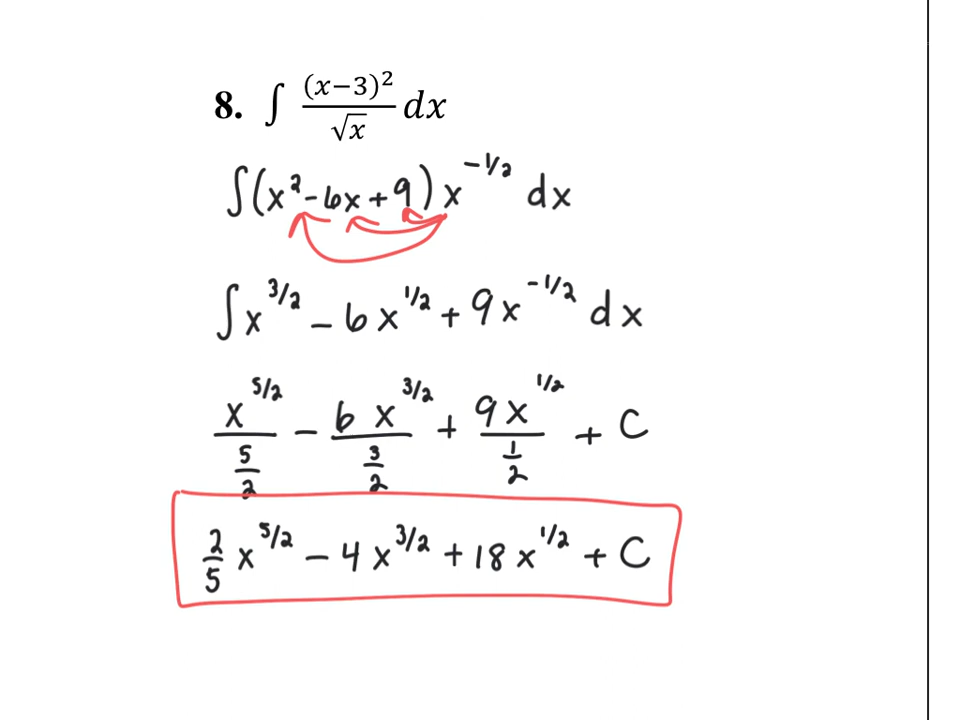 8. ∫ (x−3)²/√x dx
∫(x² - 6x + 9) x^(-1/2) dx
∫x^(3/2) - 6x^(1/2) + 9x^(-1/2) dx
x^(5/2)/(5/2) - 6x^(3/2)/(3/2) + 9x^(1/2)/(1/2) + C
2/5 x^(5/2) - 4x^(3/2) + 18x^(1/2) + C